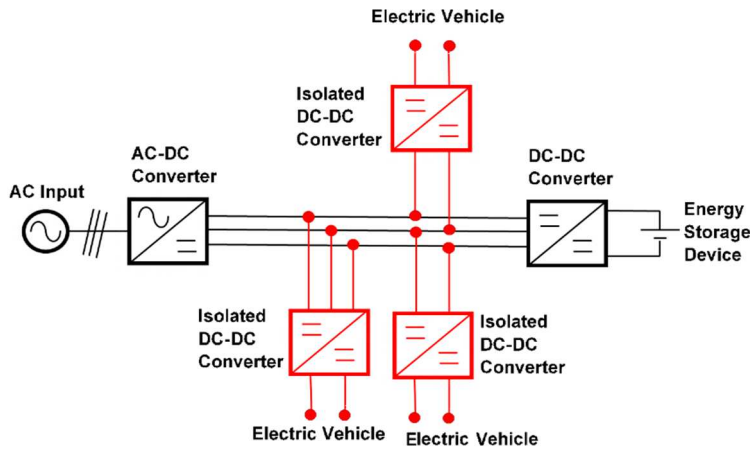 Electric Vehicle
Isolated
DC-DC
Converter
AC-DC
Converter
DC-DC
Converter
AC Input
Energy
Storage
Device
Isolated
DC-DC
Converter
Isolated
DC-DC
Converter
Electric Vehicle
Electric Vehicle